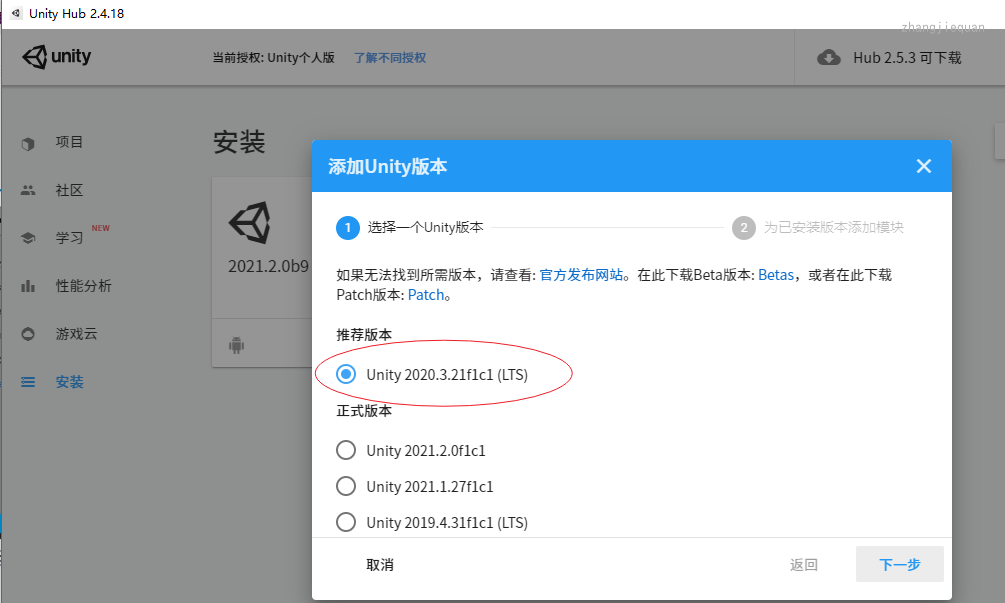 Unity Hub 2.4.18
zhangjiequan
unity
当前授权: Unity个人版 了解不同授权
Hub 2.5.3 可下载
项目
社区
学习 NEW
性能分析
游戏云
安装
安装
2021.2.0b9
添加Unity版本
1 选择一个Unity版本
2 为已安装版本添加模块
如果无法找到所需版本，请查看: 官方发布网站。在此下载Beta版本: Betas，或者在此下载
Patch版本: Patch。
推荐版本
Unity 2020.3.21f1c1 (LTS)
正式版本
Unity 2021.2.0f1c1
Unity 2021.1.27f1c1
Unity 2019.4.31f1c1 (LTS)
取消
返回
下一步